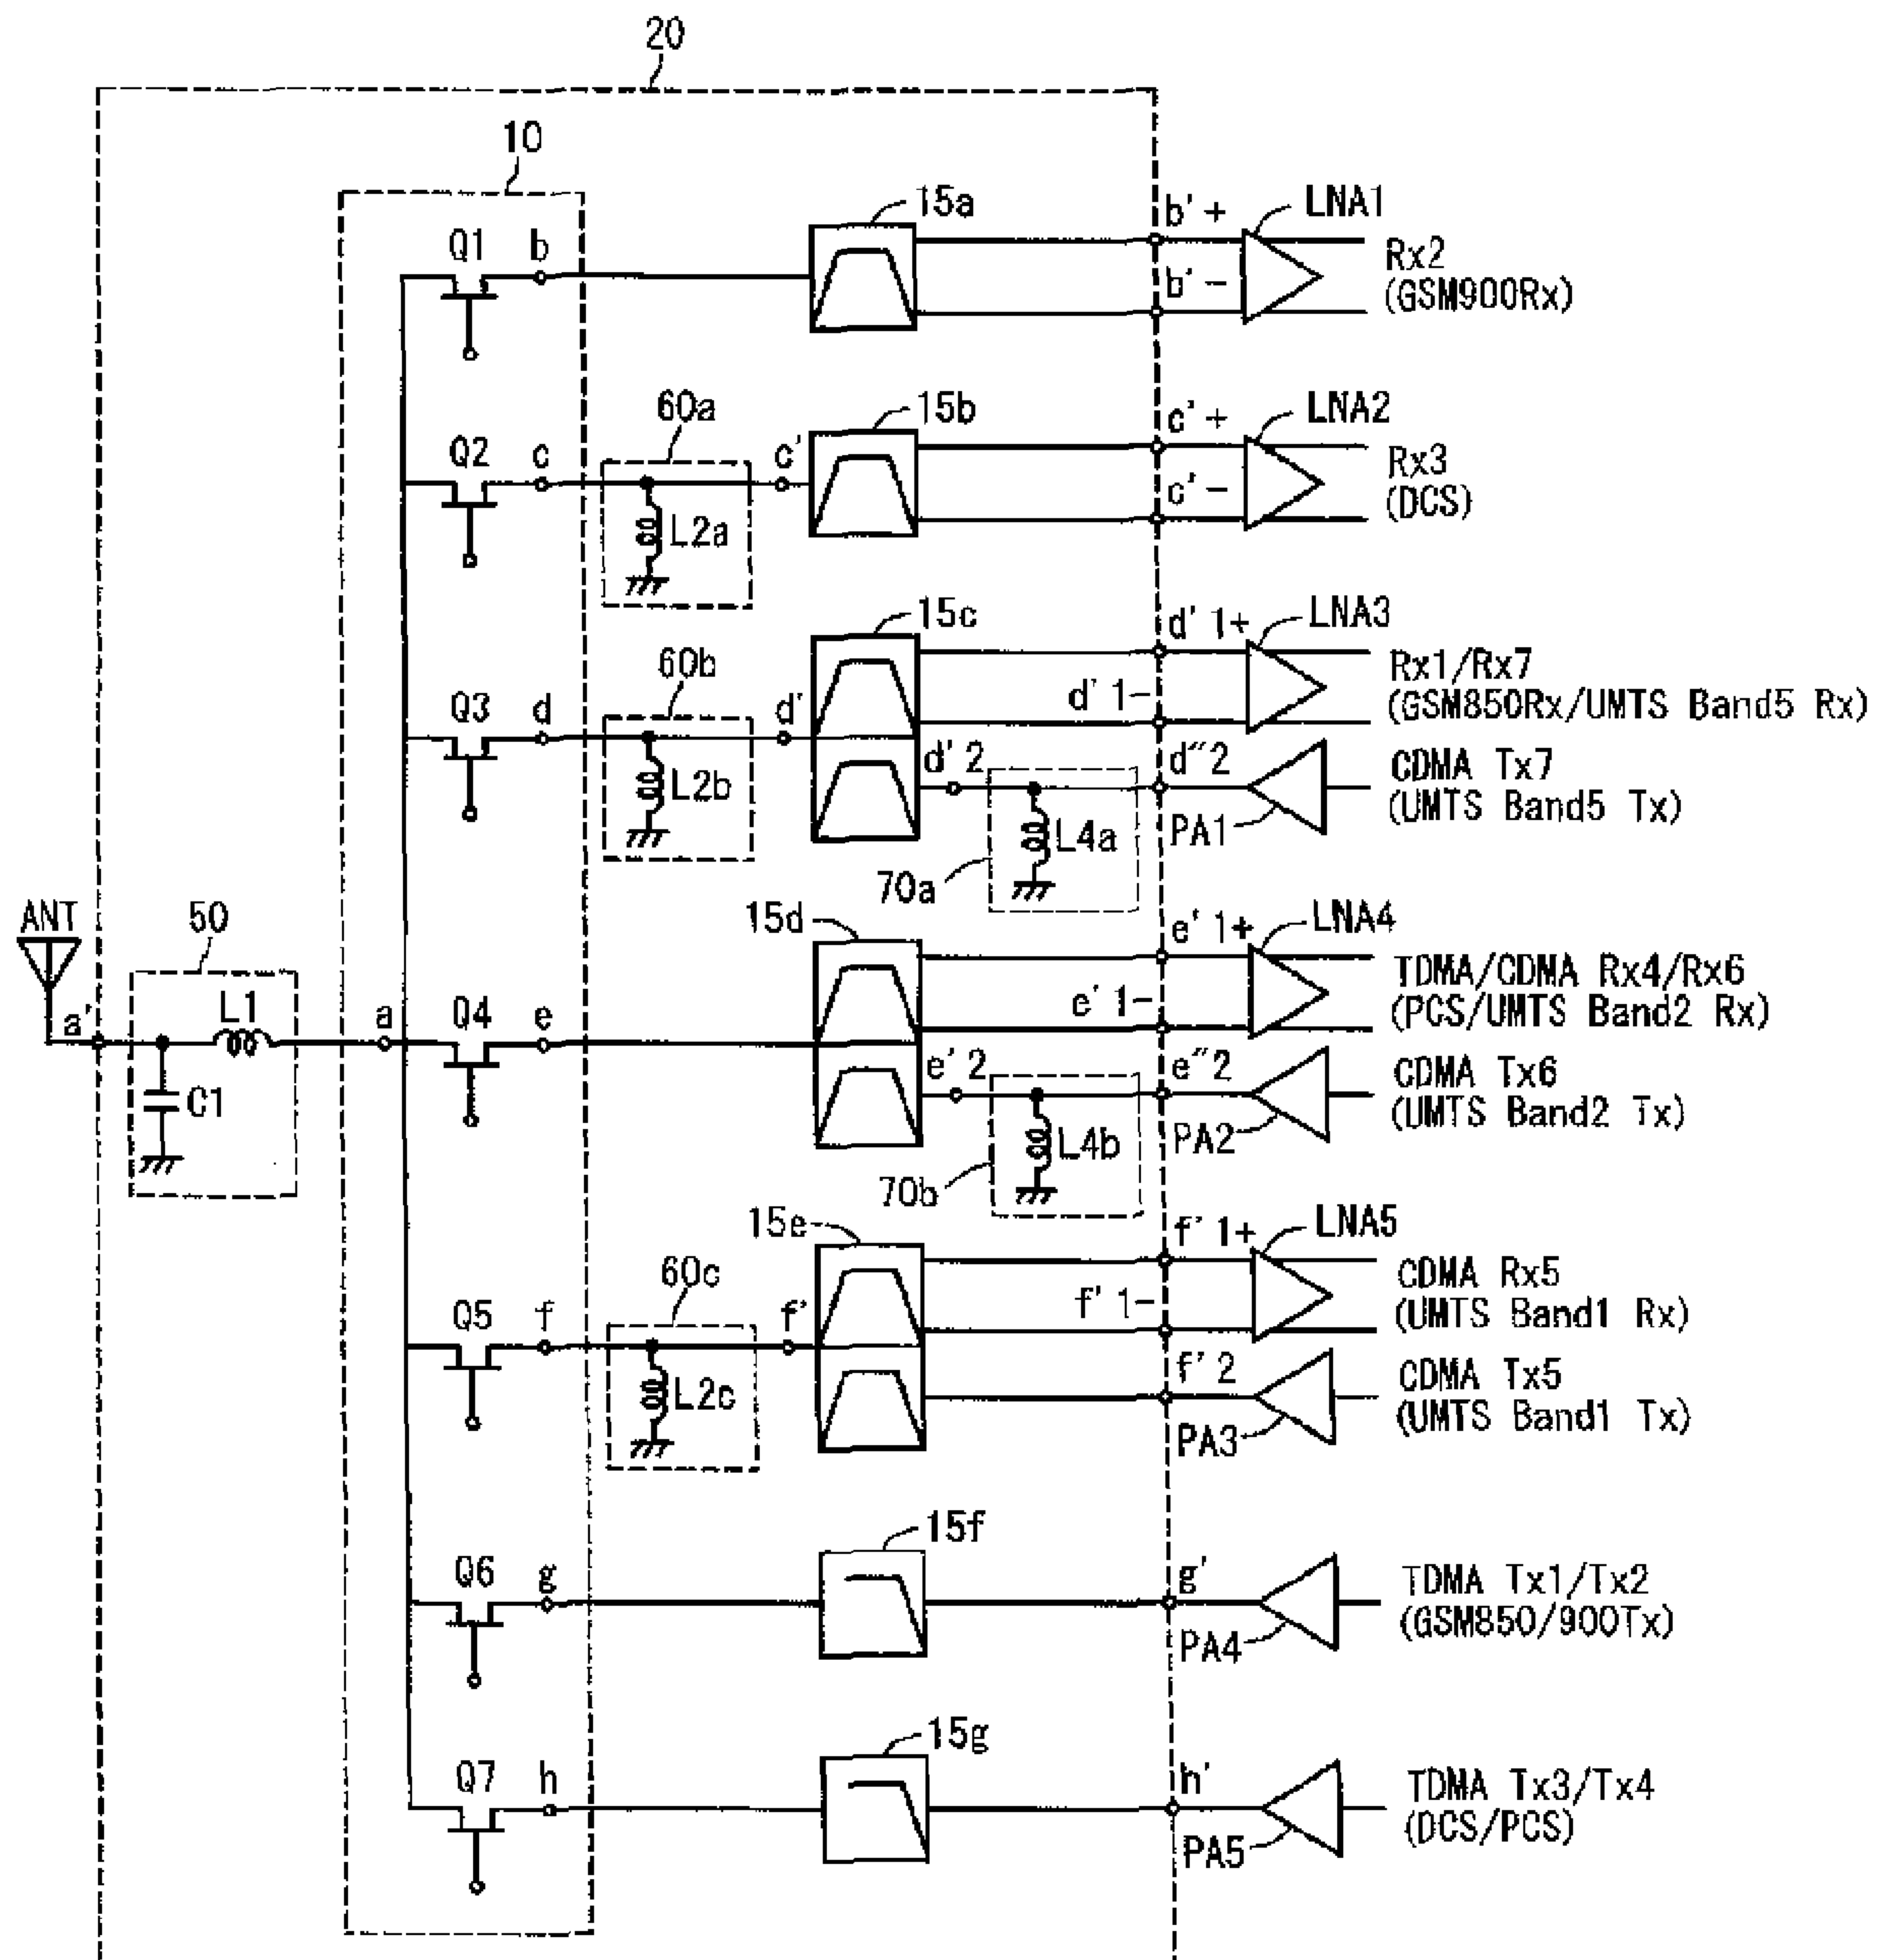 20
10
15a
b'+
LNA1
Q1
b
Rx2
b'-
(GSM900Rx)
60a
15b
c'+
LNA2
Q2
c
c'
Rx3
c'-
(DCS)
L2a
15c
d'1+
LNA3
60b
Rx1/Rx7
Q3
d
d'
d'1-
(GSM850Rx/UMTS Band5 Rx)
d'2
d"2
CDMA Tx7
L2b
(UMTS Band5 Tx)
L4a
PA1
70a
ANT
50
15d
e'1+
LNA4
TDMA/CDMA Rx4/Rx6
L1
a'
a
Q4
e
e'1-
(PCS/UMTS Band2 Rx)
e'2
e"2
CDMA Tx6
C1
(UMTS Band2 Tx)
L4b
PA2
70b
15e
f'1+
LNA5
60c
CDMA Rx5
Q5
f
f'
f'1-
(UMTS Band1 Rx)
f'2
CDMA Tx5
L2c
(UMTS Band1 Tx)
PA3
15f
Q6
g
g'
TDMA Tx1/Tx2
(GSM850/900Tx)
PA4
15g
Q7
h
h'
TDMA Tx3/Tx4
(DCS/PCS)
PA5